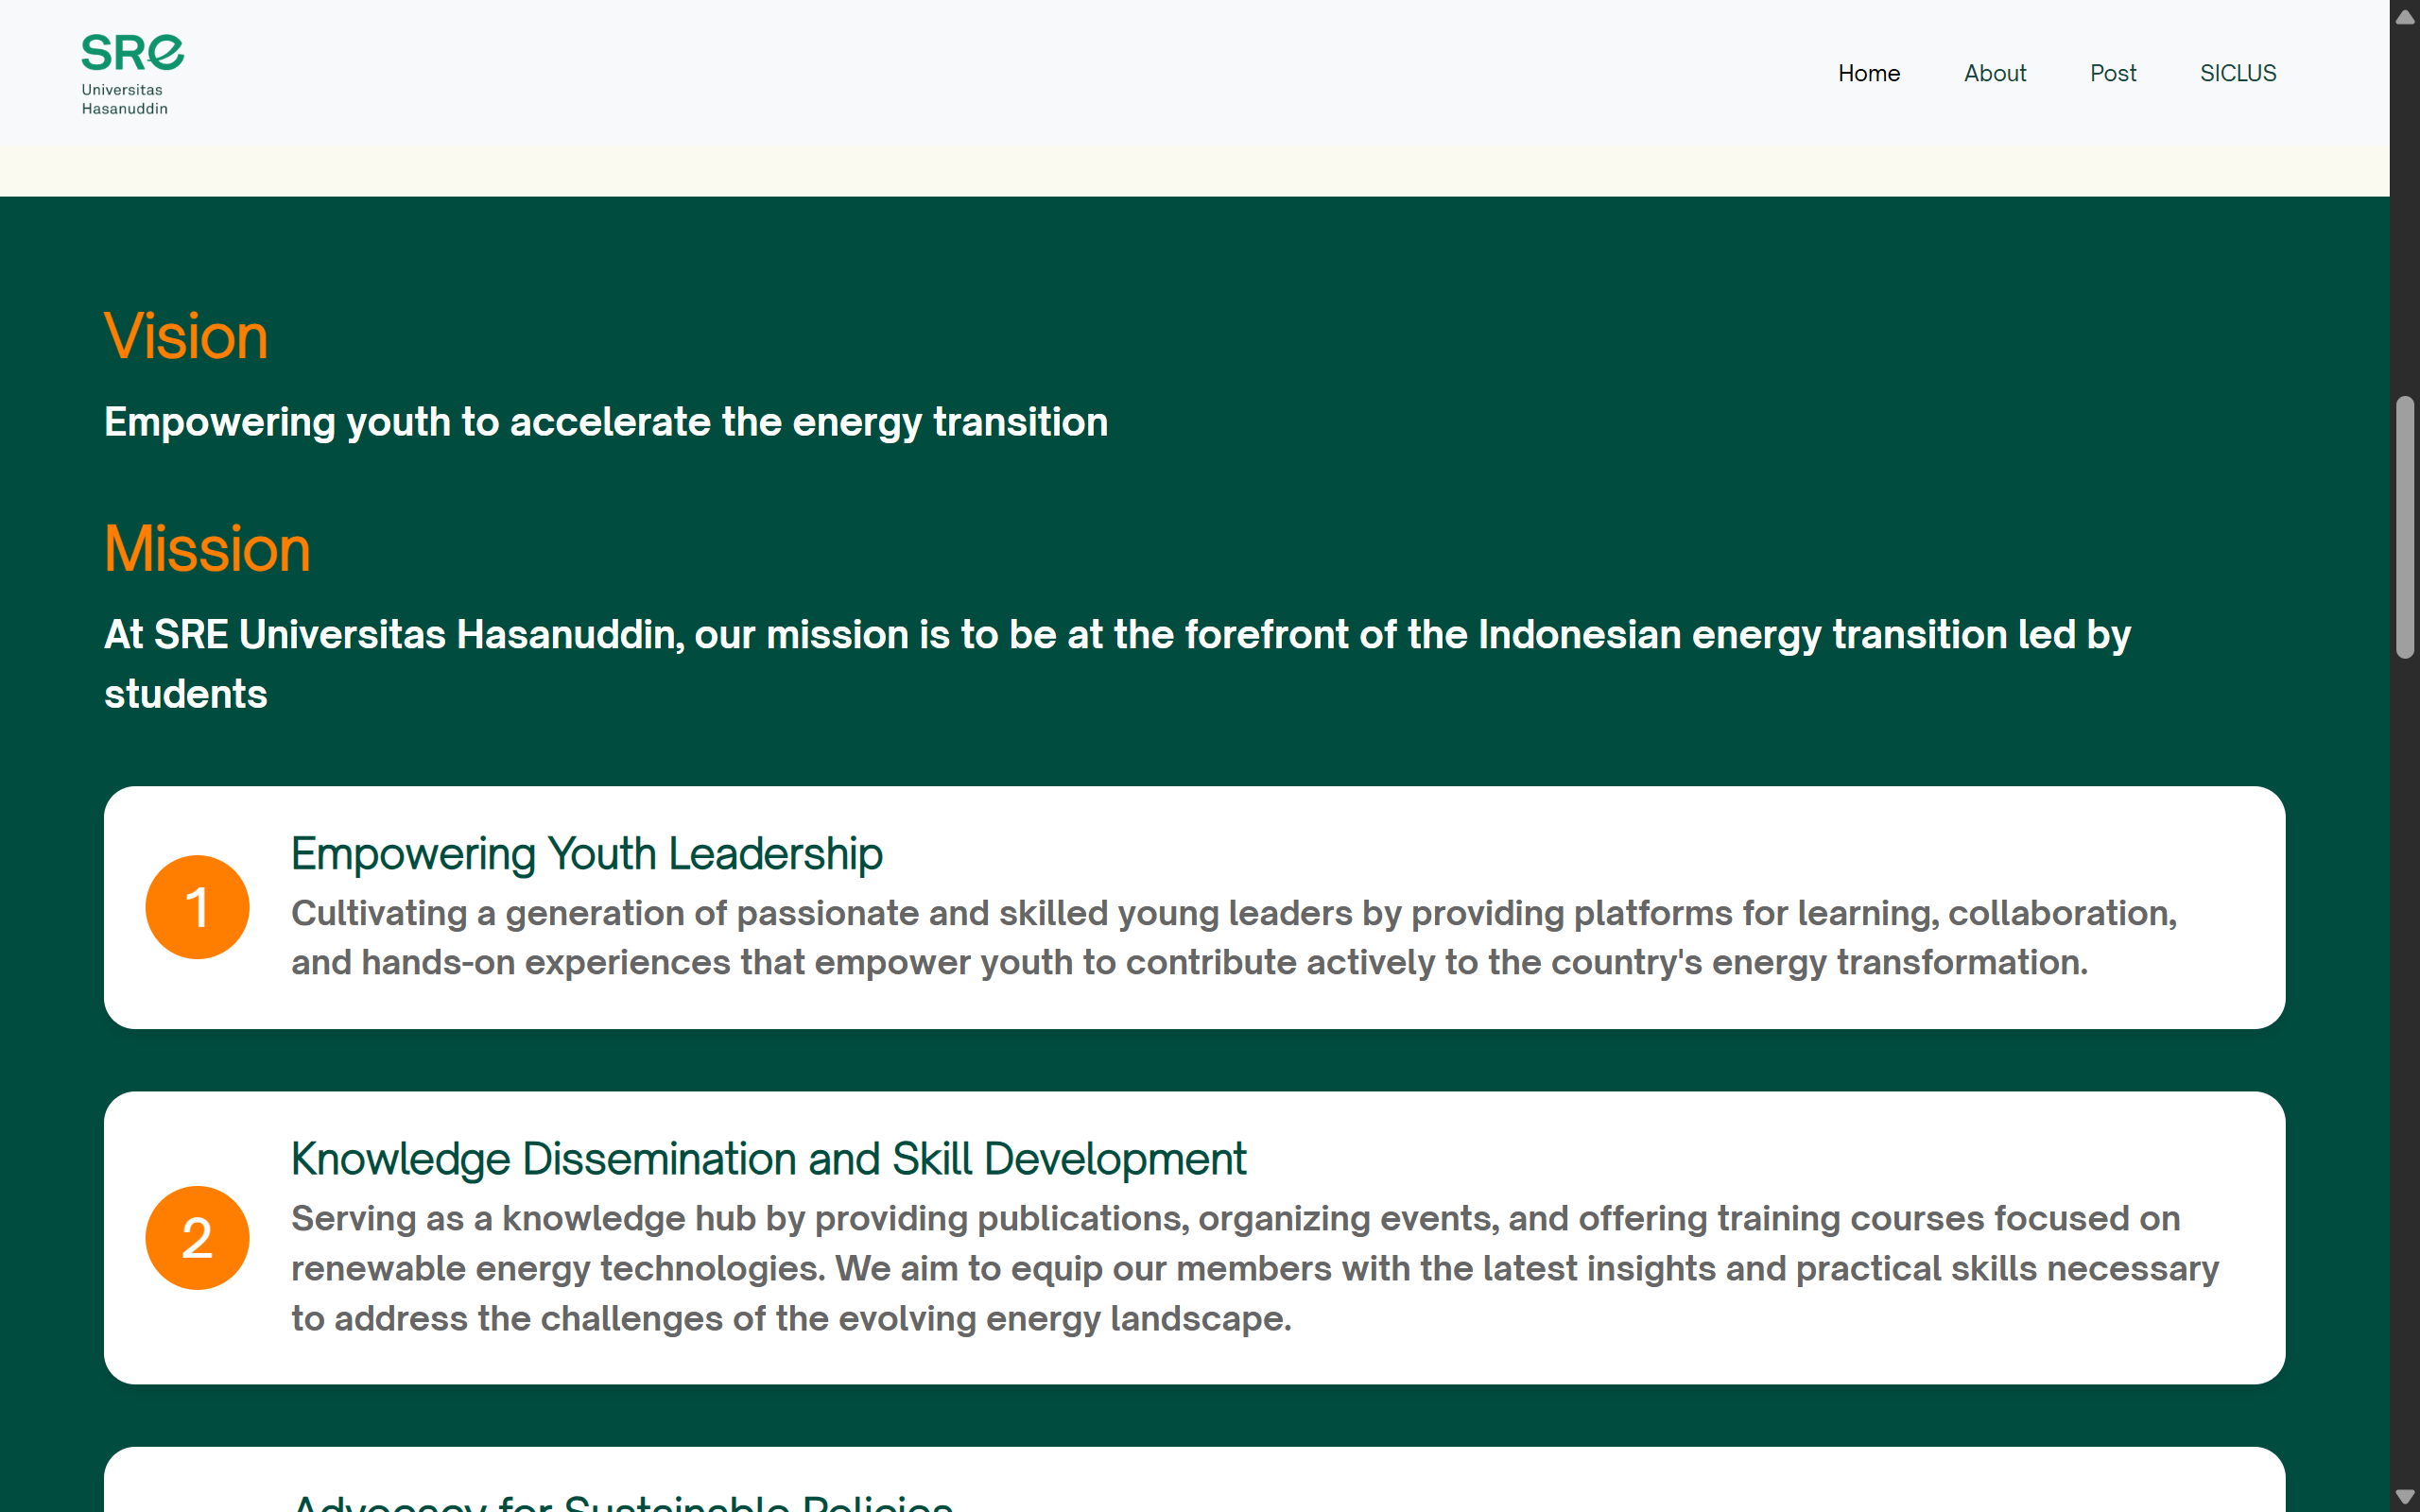 SRe
Universitas
Hasanuddin
Home
About
Post
SICLUS
Vision
Empowering youth to accelerate the energy transition
Mission
At SRE Universitas Hasanuddin, our mission is to be at the forefront of the Indonesian energy transition led by
students
1
Empowering Youth Leadership
Cultivating a generation of passionate and skilled young leaders by providing platforms for learning, collaboration,
and hands-on experiences that empower youth to contribute actively to the country's energy transformation.
2
Knowledge Dissemination and Skill Development
Serving as a knowledge hub by providing publications, organizing events, and offering training courses focused on
renewable energy technologies. We aim to equip our members with the latest insights and practical skills necessary
to address the challenges of the evolving energy landscape.
Advocacy for Sustainable Policies